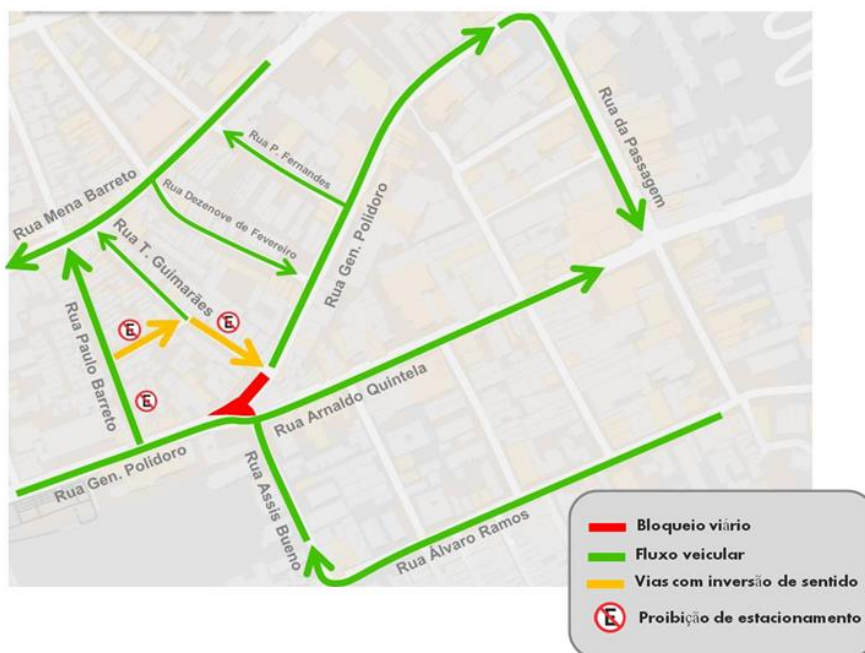 Rua da Passagem
Rua P. Fernandes
Rua Mena Barreto
Rua Dezenove de Fevereiro
Rua T. Guimarães
Rua Gen. Polidoro
Rua Paulo Barreto
E
E
E
Rua Arnaldo Quintela
Rua Gen. Polidoro
Rua Assis Bueno
Rua Álvaro Ramos
Bloqueio viário
Fluxo veicular
Vias com inversão de sentido
E Proibição de estacionamento